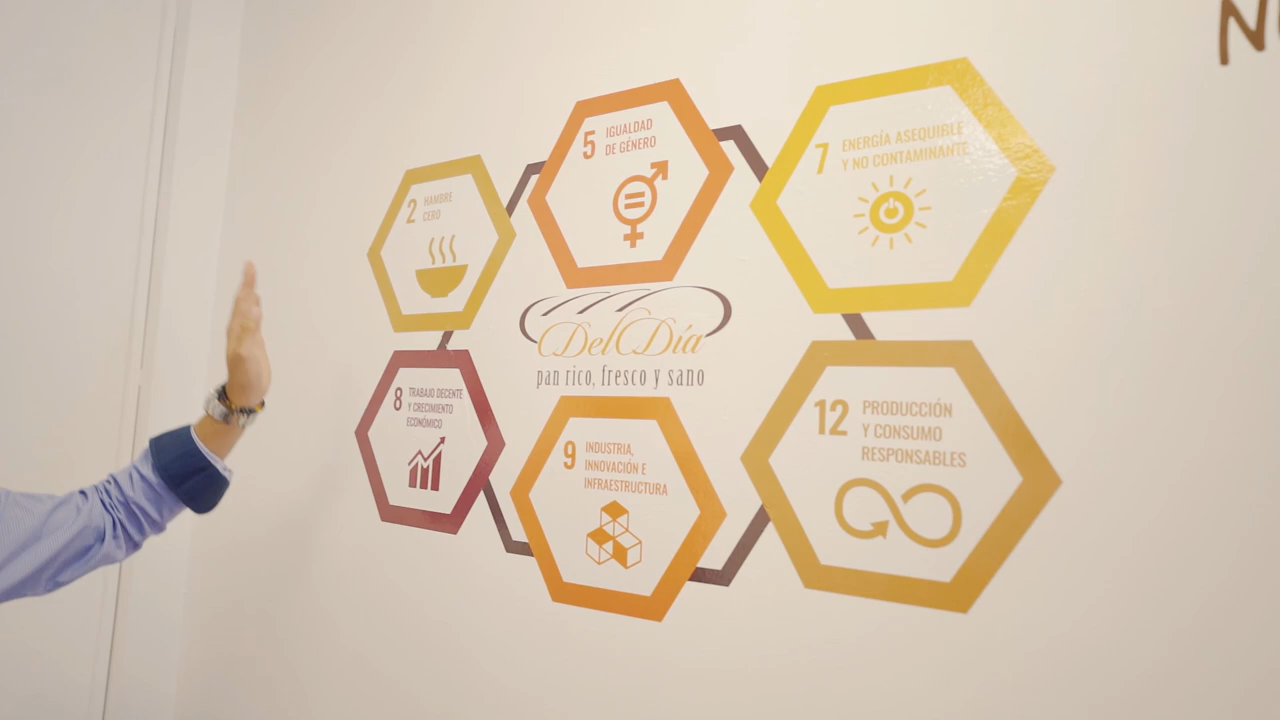 2
HAMBRE
CERO
5
IGUALDAD
DE GÉNERO
7
ENERGÍA ASEQUIBLE
Y NO CONTAMINANTE
DelDía
pan rico, fresco y sano
8
TRABAJO DECENTE
Y CRECIMIENTO
ECONÓMICO
9
INDUSTRIA,
INNOVACIÓN E
INFRAESTRUCTURA
12
PRODUCCIÓN
Y CONSUMO
RESPONSABLES